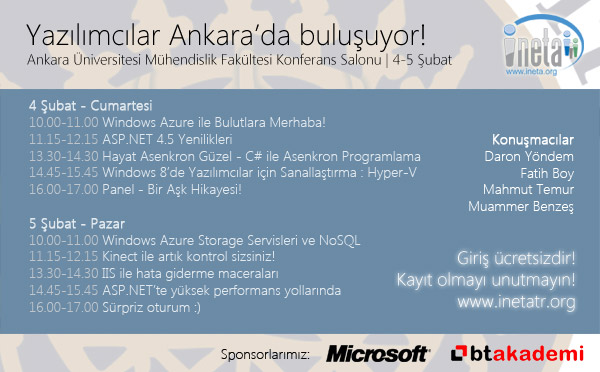 Yazılımcılar Ankara’da buluşuyor!
Ankara Üniversitesi Mühendislik Fakültesi Konferans Salonu | 4-5 Şubat
ineta
www.ineta.org
4 Şubat - Cumartesi
10.00-11.00 Windows Azure ile Bulutlara Merhaba!
11.15-12.15 ASP.NET 4.5 Yenilikleri
13.30-14.30 Hayat Asenkron Güzel - C# ile Asenkron Programlama
14.45-15.45 Windows 8’de Yazılımcılar için Sanallaştırma : Hyper-V
16.00-17.00 Panel - Bir Aşk Hikayesi!
5 Şubat - Pazar
10.00-11.00 Windows Azure Storage Servisleri ve NoSQL
11.15-12.15 Kinect ile artık kontrol sizsiniz!
13.30-14.30 IIS ile hata giderme maceraları
14.45-15.45 ASP.NET’te yüksek performans yollarında
16.00-17.00 Sürpriz oturum :)
Konuşmacılar
Daron Yöndem
Fatih Boy
Mahmut Temur
Muammer Benzeş
Giriş ücretsizdir!
Kayıt olmayı unutmayın!
www.inetatr.org
Sponsorlarımız: Microsoft® btakademi